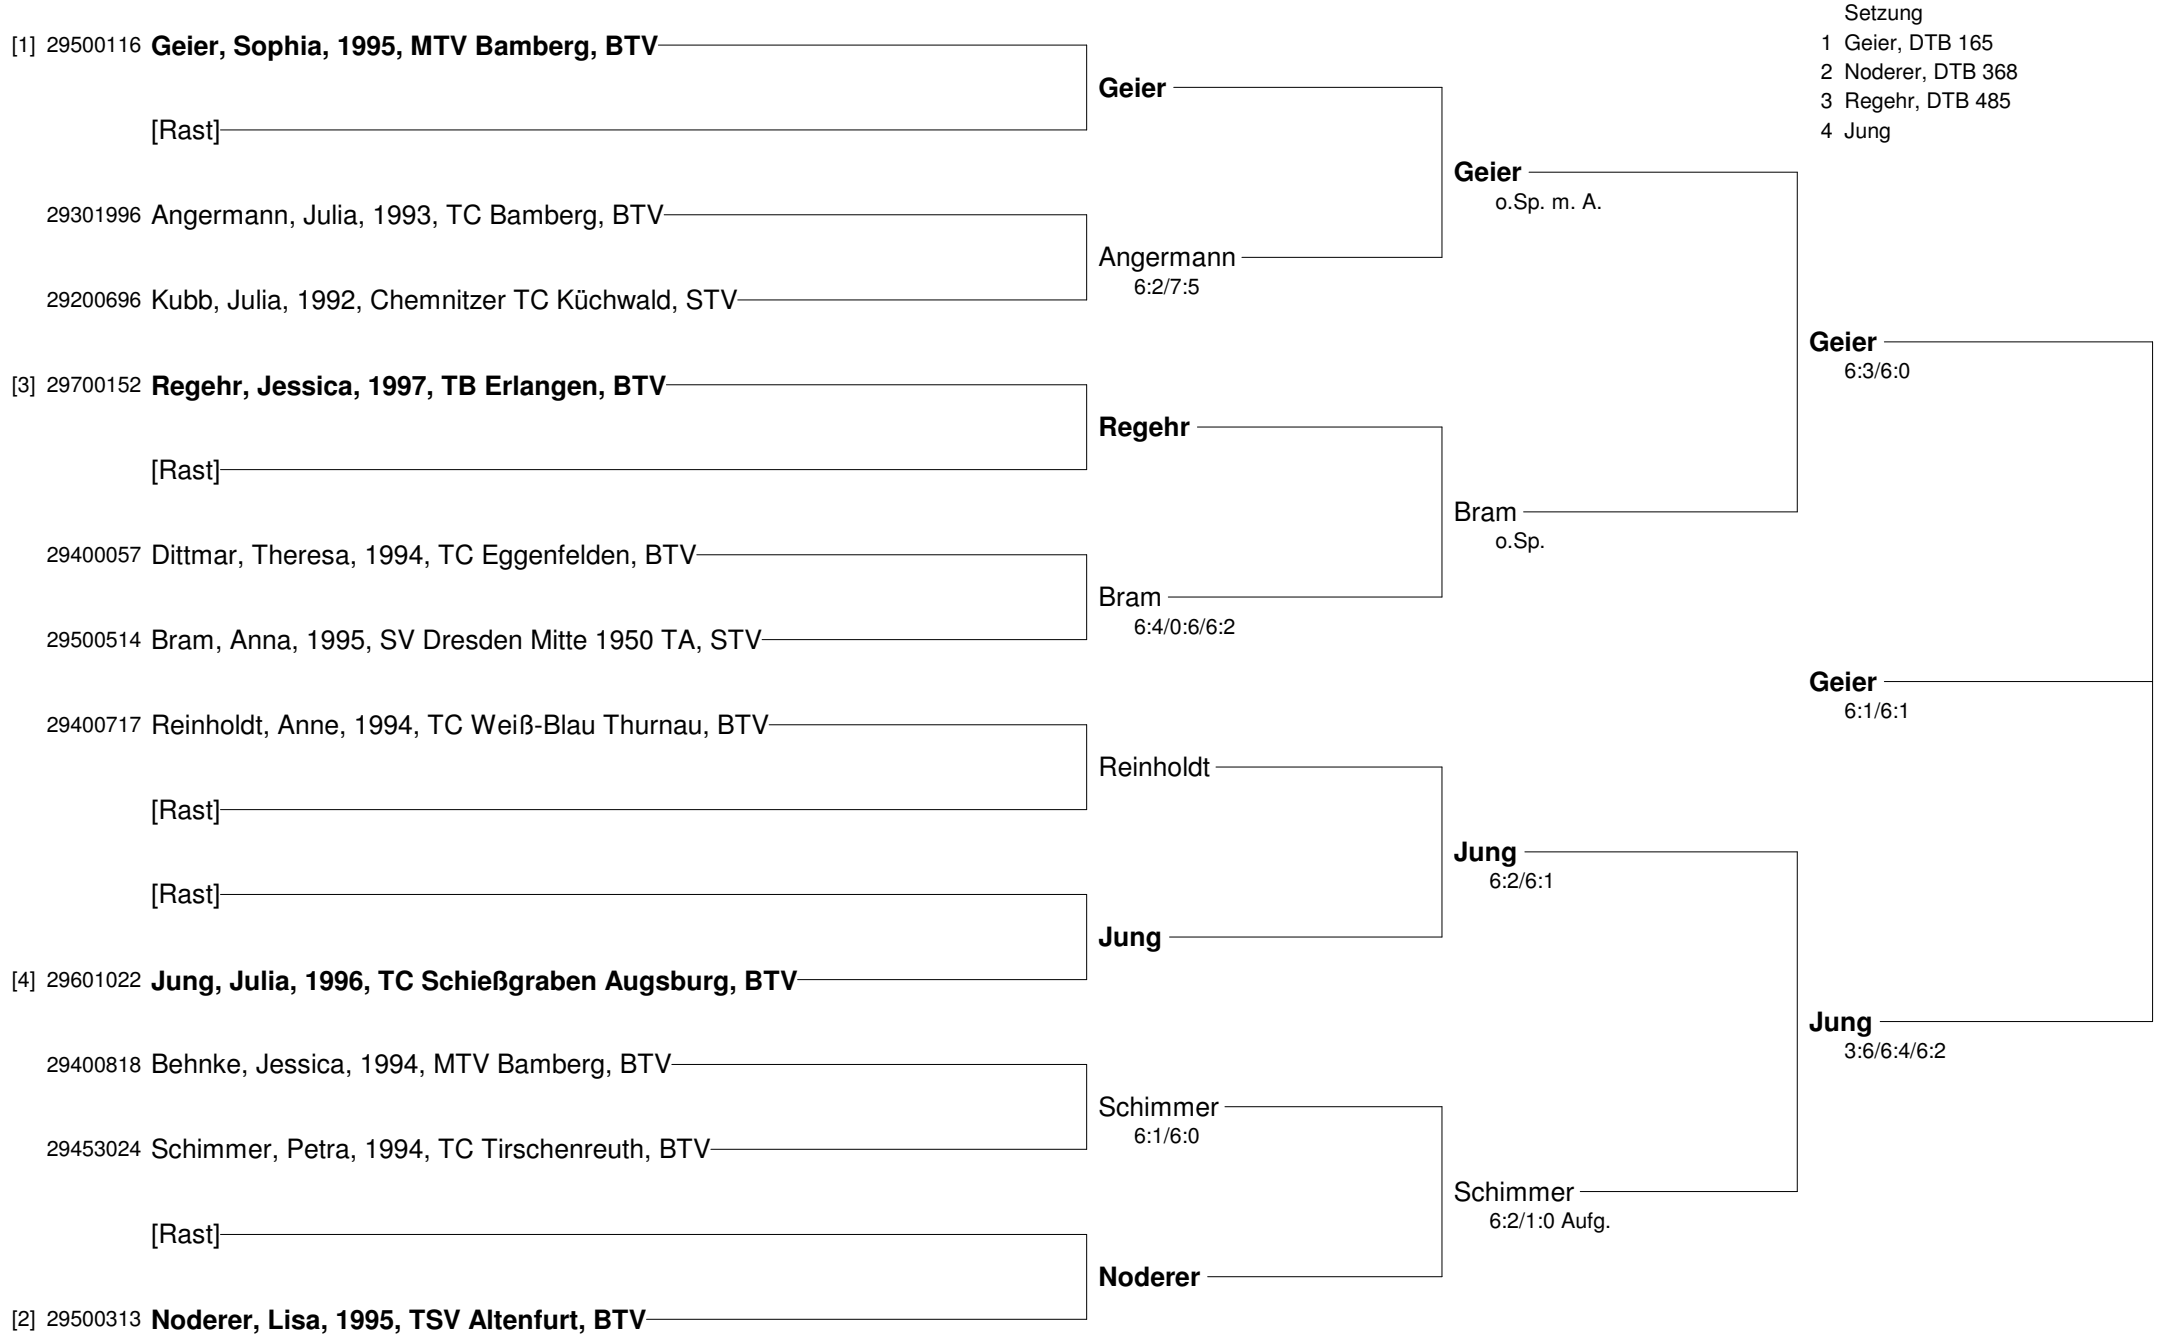 Setzung
1 Geier, DTB 165
2 Noderer, DTB 368
3 Regehr, DTB 485
4 Jung
[1] 29500116 Geier, Sophia, 1995, MTV Bamberg, BTV
[Rast]
29301996 Angermann, Julia, 1993, TC Bamberg, BTV
29200696 Kubb, Julia, 1992, Chemnitzer TC Küchwald, STV
[3] 29700152 Regehr, Jessica, 1997, TB Erlangen, BTV
[Rast]
29400057 Dittmar, Theresa, 1994, TC Eggenfelden, BTV
29500514 Bram, Anna, 1995, SV Dresden Mitte 1950 TA, STV
29400717 Reinholdt, Anne, 1994, TC Weiß-Blau Thurnau, BTV
[Rast]
[Rast]
[4] 29601022 Jung, Julia, 1996, TC Schießgraben Augsburg, BTV
29400818 Behnke, Jessica, 1994, MTV Bamberg, BTV
29453024 Schimmer, Petra, 1994, TC Tirschenreuth, BTV
[Rast]
[2] 29500313 Noderer, Lisa, 1995, TSV Altenfurt, BTV
Geier
Angermann
6:2/7:5
Regehr
Bram
6:4/0:6/6:2
Reinholdt
Jung
Schimmer
6:1/6:0
Noderer
Geier
o.Sp. m. A.
Bram
o.Sp.
Jung
6:2/6:1
Schimmer
6:2/1:0 Aufg.
Geier
6:3/6:0
Geier
6:1/6:1
Jung
3:6/6:4/6:2